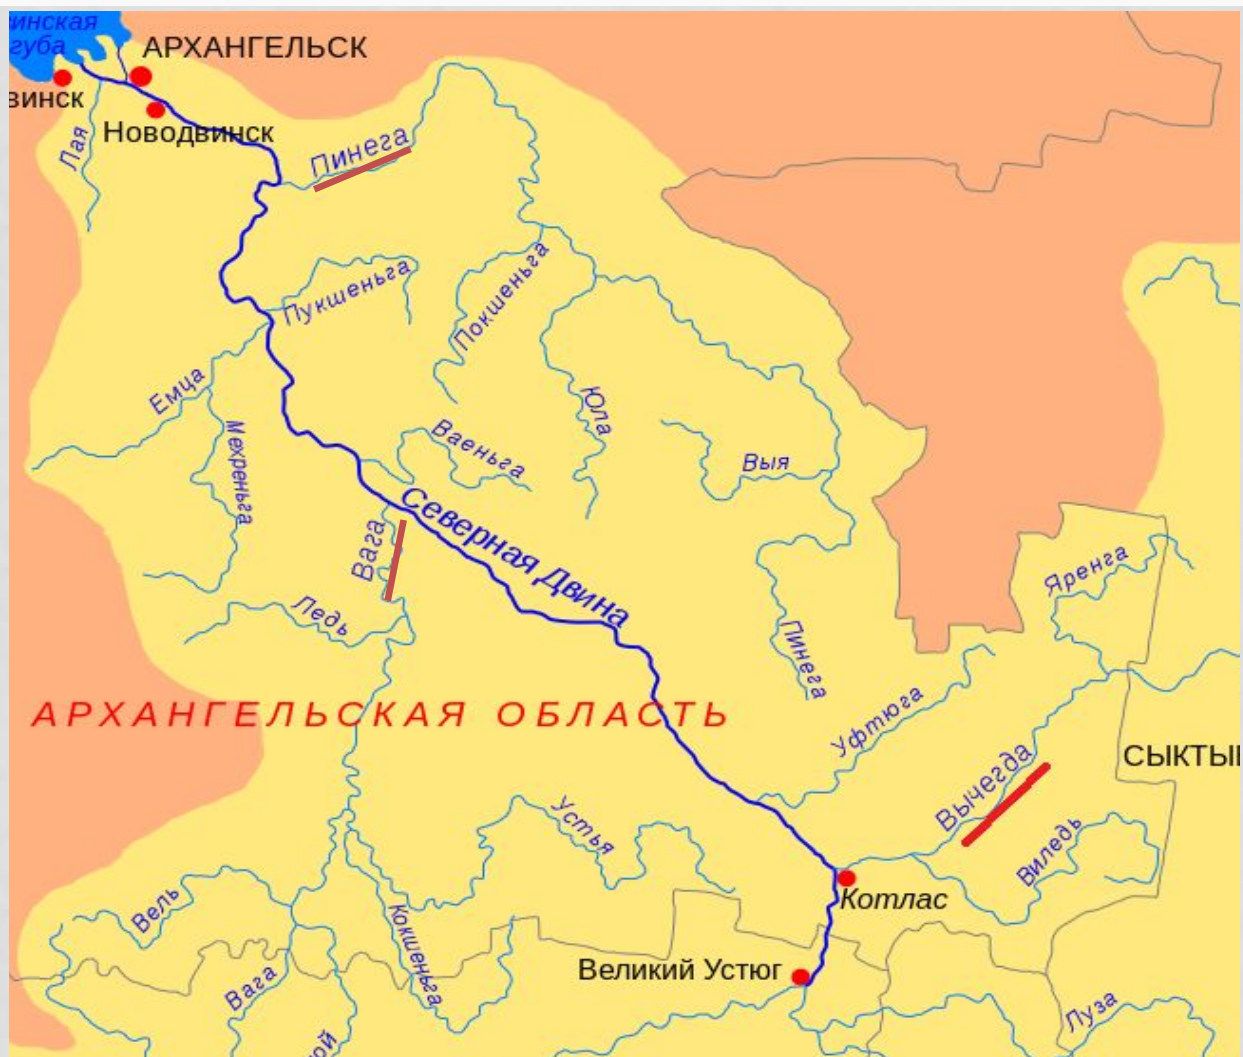 инская
губа
АРХАНГЕЛЬСК
винск
Новодвинск
Лая
Пинега
Пукшеньга
Покшеньга
Емца
Мехреньга
Юла
Ваеньга
Выя
Северная Двина
Вага
Ледь
Яренга
Пинега
Уфтюга
АРХАНГЕЛЬСКАЯ ОБЛАСТЬ
СЫКТЫ
Вычегда
Виледь
Устья
Котлас
Вель
Кокшеньга
Вага
Великий Устюг
Луза
ой